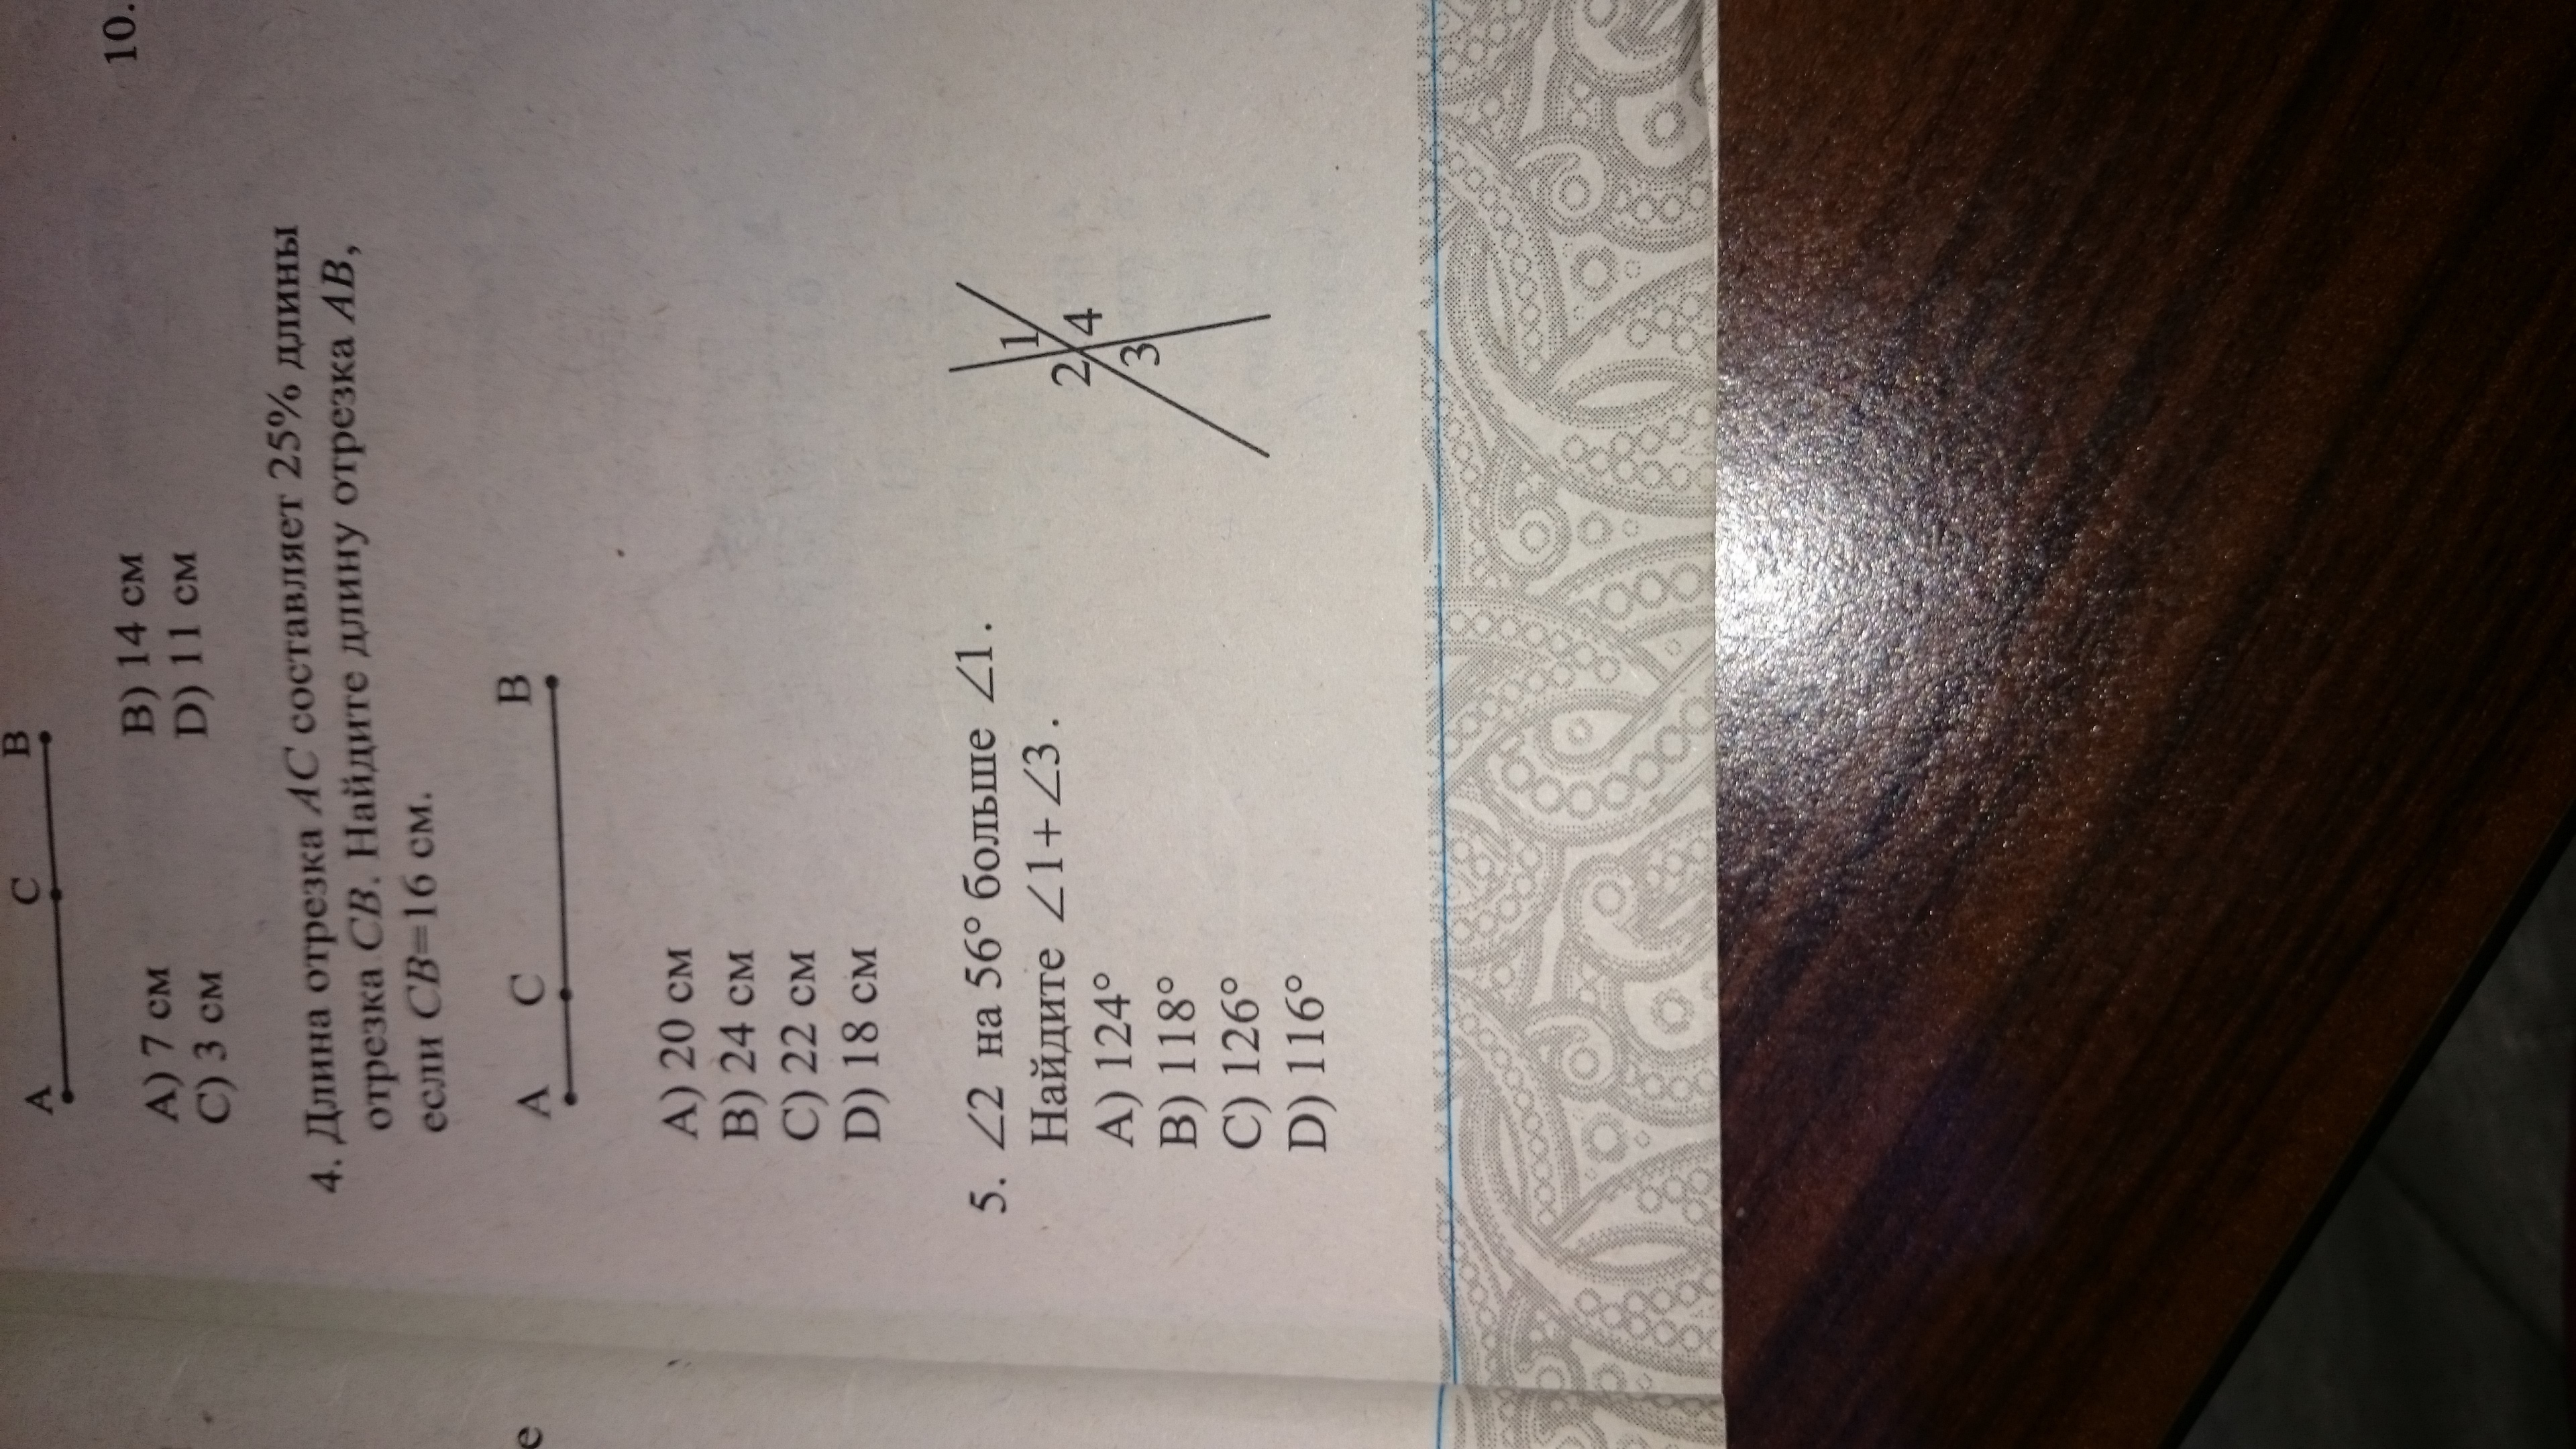 A C B
A) 7 см B) 14 см
C) 3 см D) 11 см
4. Длина отрезка AC составляет 25% длины
отрезка CB. Найдите длину отрезка AB,
если CB=16 см.
A C B
A) 20 см
B) 24 см
C) 22 см
D) 18 см
5. ∠2 на 56° больше ∠1.
Найдите ∠1+∠3.
A) 124°
B) 118°
C) 126°
D) 116°
1
2 4
3
10.
е